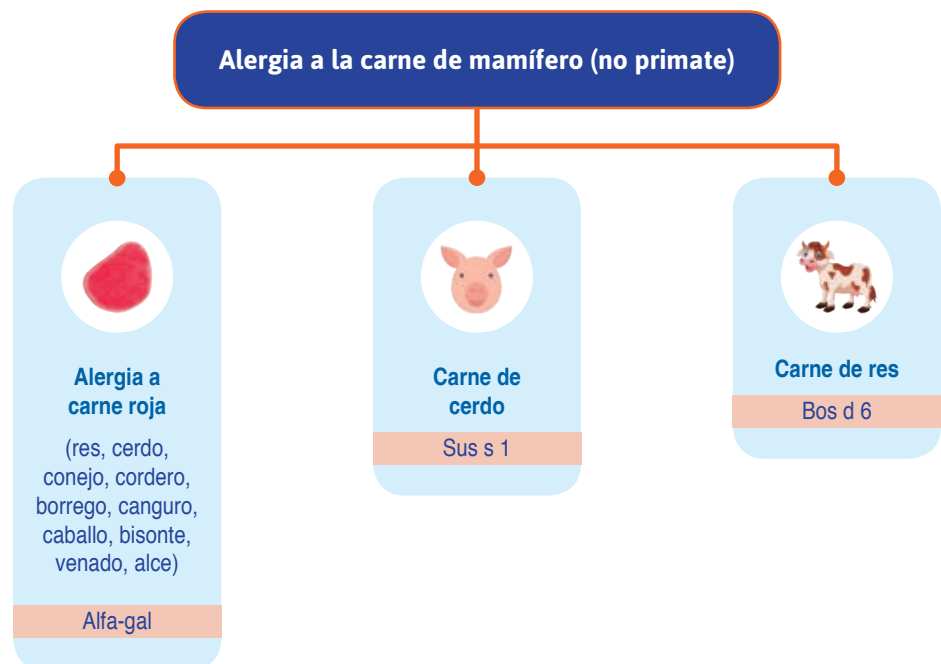 Alergia a la carne de mamífero (no primate)
Alergia a
carne roja
(res, cerdo,
conejo, cordero,
borrego, canguro,
caballo, bisonte,
venado, alce)
Alfa-gal
Carne de
cerdo
Sus s 1
Carne de res
Bos d 6